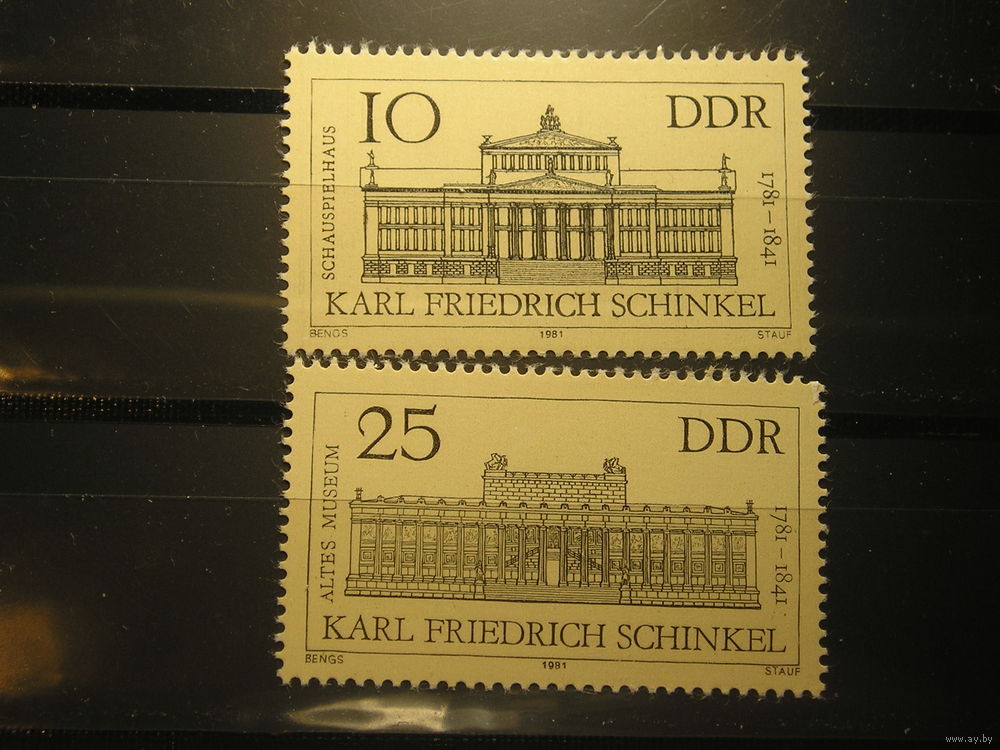 10
DDR
SCHAUSPIELHAUS
1781–1841
KARL FRIEDRICH SCHINKEL
BENGS
1981
STAUF
25
DDR
ALTES MUSEUM
1781–1841
KARL FRIEDRICH SCHINKEL
BENGS
1981
STAUF
www.ay.by